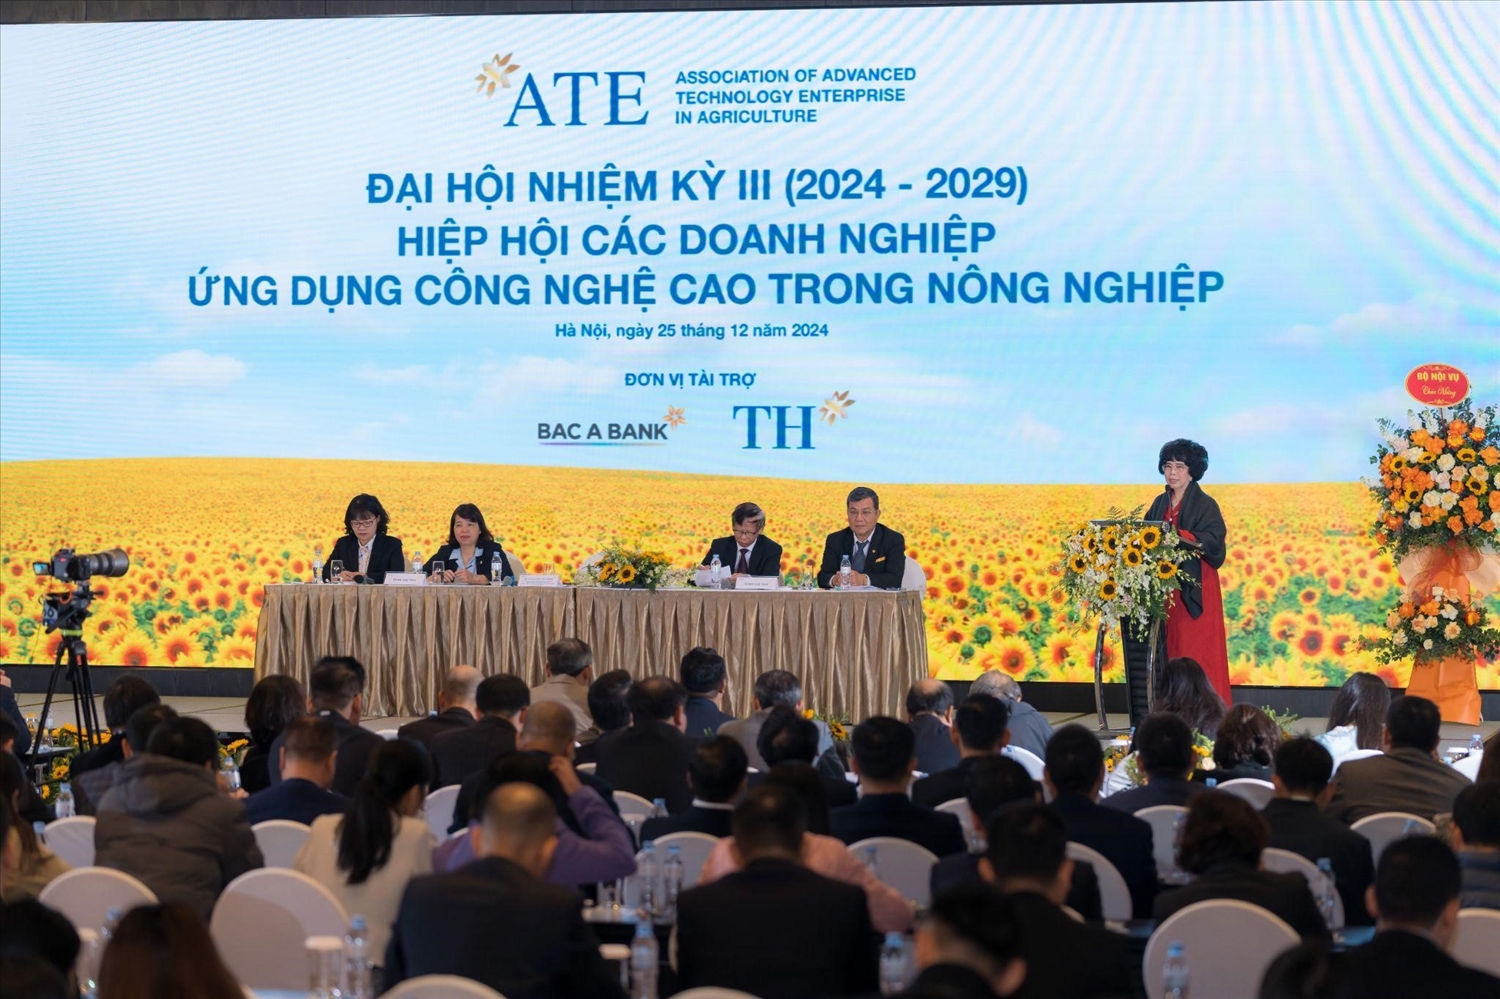 ATE
ASSOCIATION OF ADVANCED
TECHNOLOGY ENTERPRISE
IN AGRICULTURE
ĐẠI HỘI NHIỆM KỲ III (2024 - 2029)
HIỆP HỘI CÁC DOANH NGHIỆP
ỨNG DỤNG CÔNG NGHỆ CAO TRONG NÔNG NGHIỆP
Hà Nội, ngày 25 tháng 12 năm 2024
ĐƠN VỊ TÀI TRỢ
BAC A BANK
TH
BỘ NỘI VỤ
Chúc Mừng